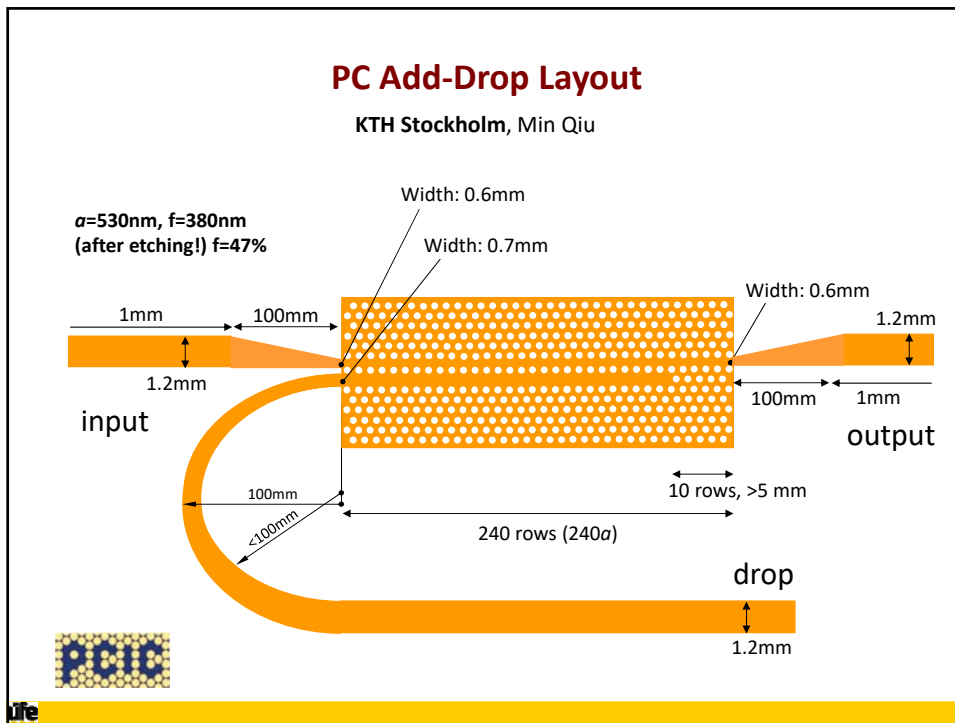 PC Add-Drop Layout
KTH Stockholm, Min Qiu
Width: 0.6mm
a=530nm, f=380nm
(after etching!) f=47%
Width: 0.7mm
Width: 0.6mm
1mm
100mm
1.2mm
1.2mm
input
100mm
1mm
output
10 rows, >5 mm
100mm
<100mm
240 rows (240a)
drop
1.2mm
PCIC